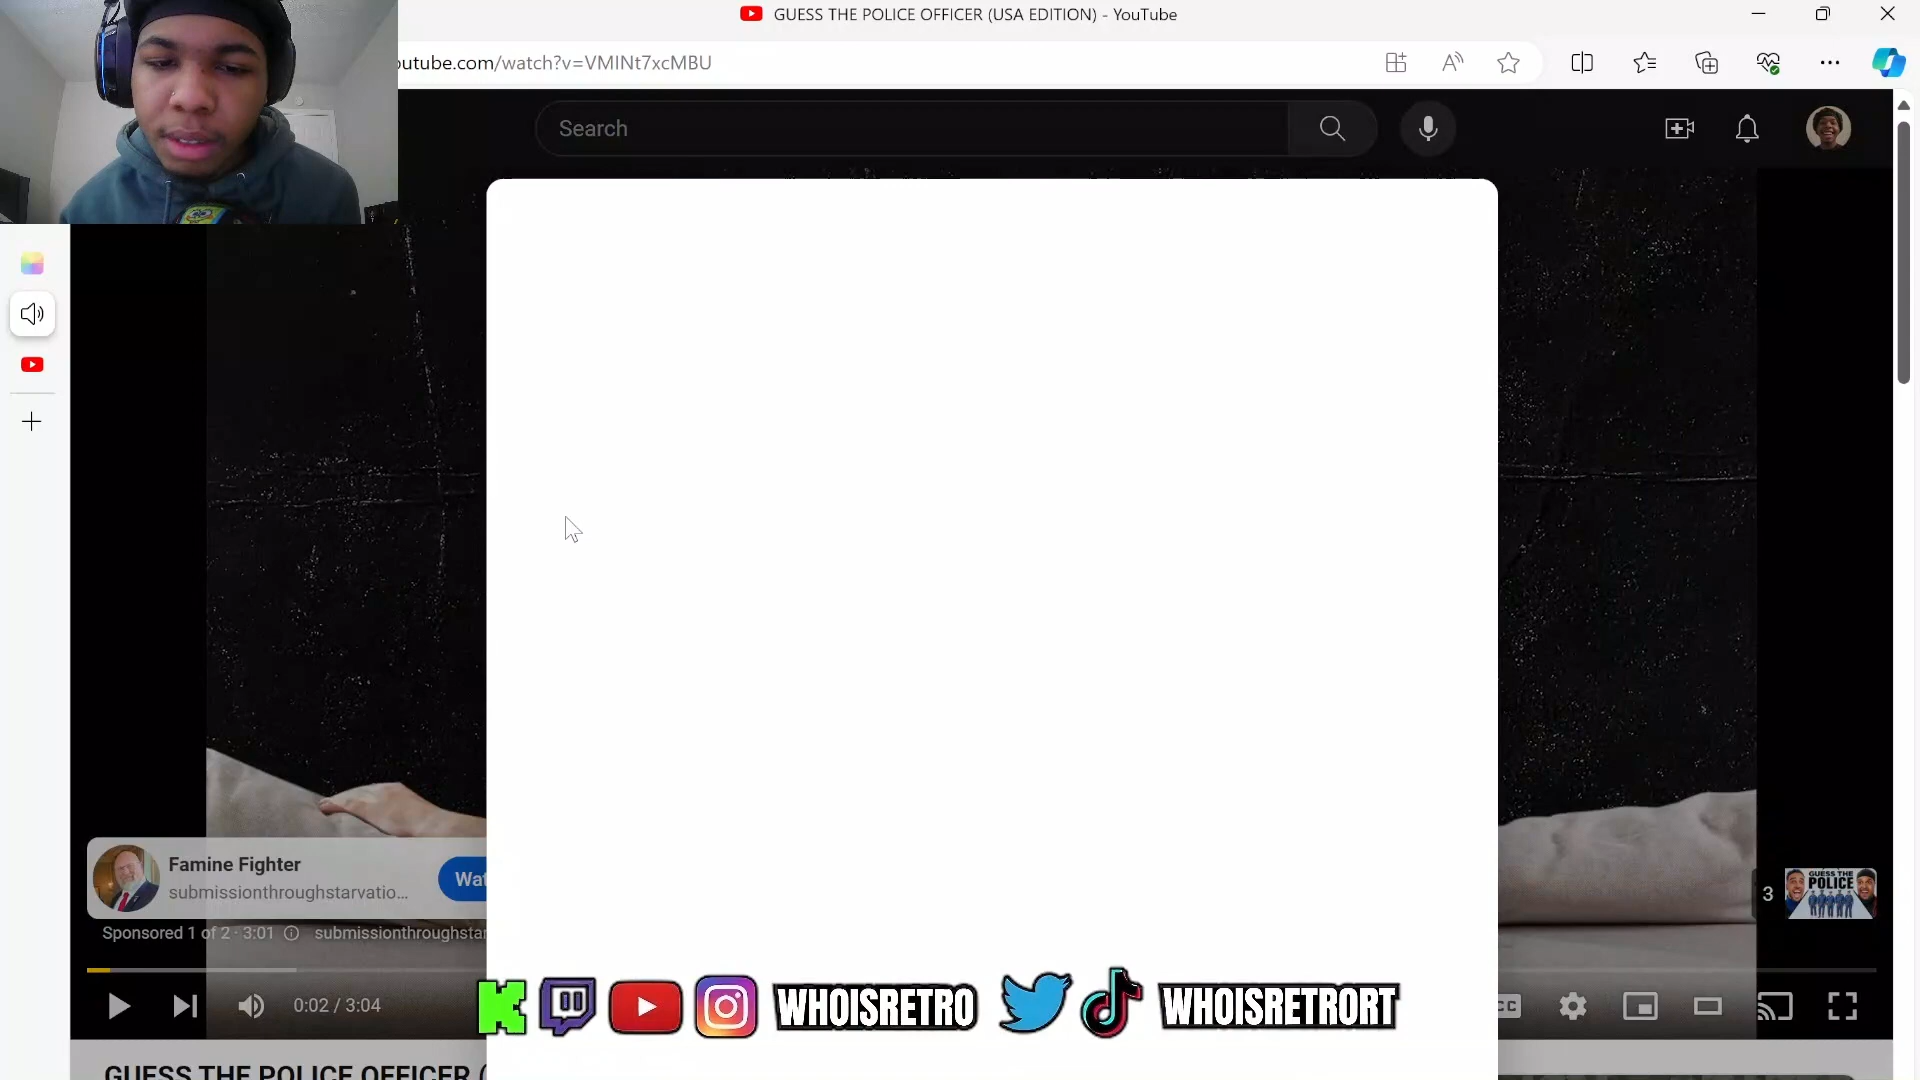 GUESS THE POLICE OFFICER (USA EDITION) - YouTube
outube.com/watch?v=VMINt7xcMBU
Search
Famine Fighter
submissionthroughstarvatio...
Wat
Sponsored 1 of 2 · 3:01
submissionthroughstar
3
GUESS THE
POLICE
0:02 / 3:04
WHOISRETRO
WHOISRETRORT
CC
GUESS THE POLICE OFFICER (